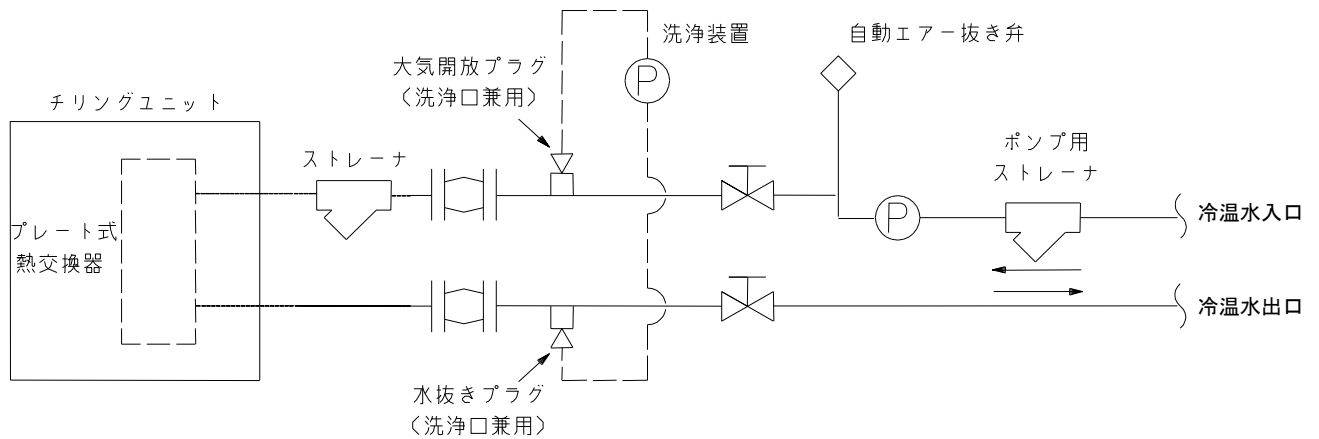 洗浄装置
自動エアー抜き弁
大気開放プラグ
(洗浄口兼用)
P
チリングユニット
ストレーナ
ポンプ用
ストレーナ
P
冷温水入口
プレート式
熱交換器
冷温水出口
水抜きプラグ
(洗浄口兼用)